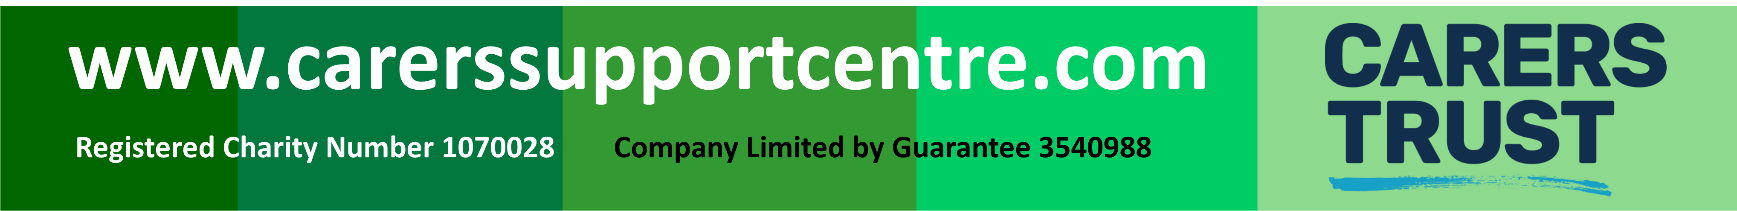 www.carerssupportcentre.com
Registered Charity Number 1070028 Company Limited by Guarantee 3540988
CARERS
TRUST